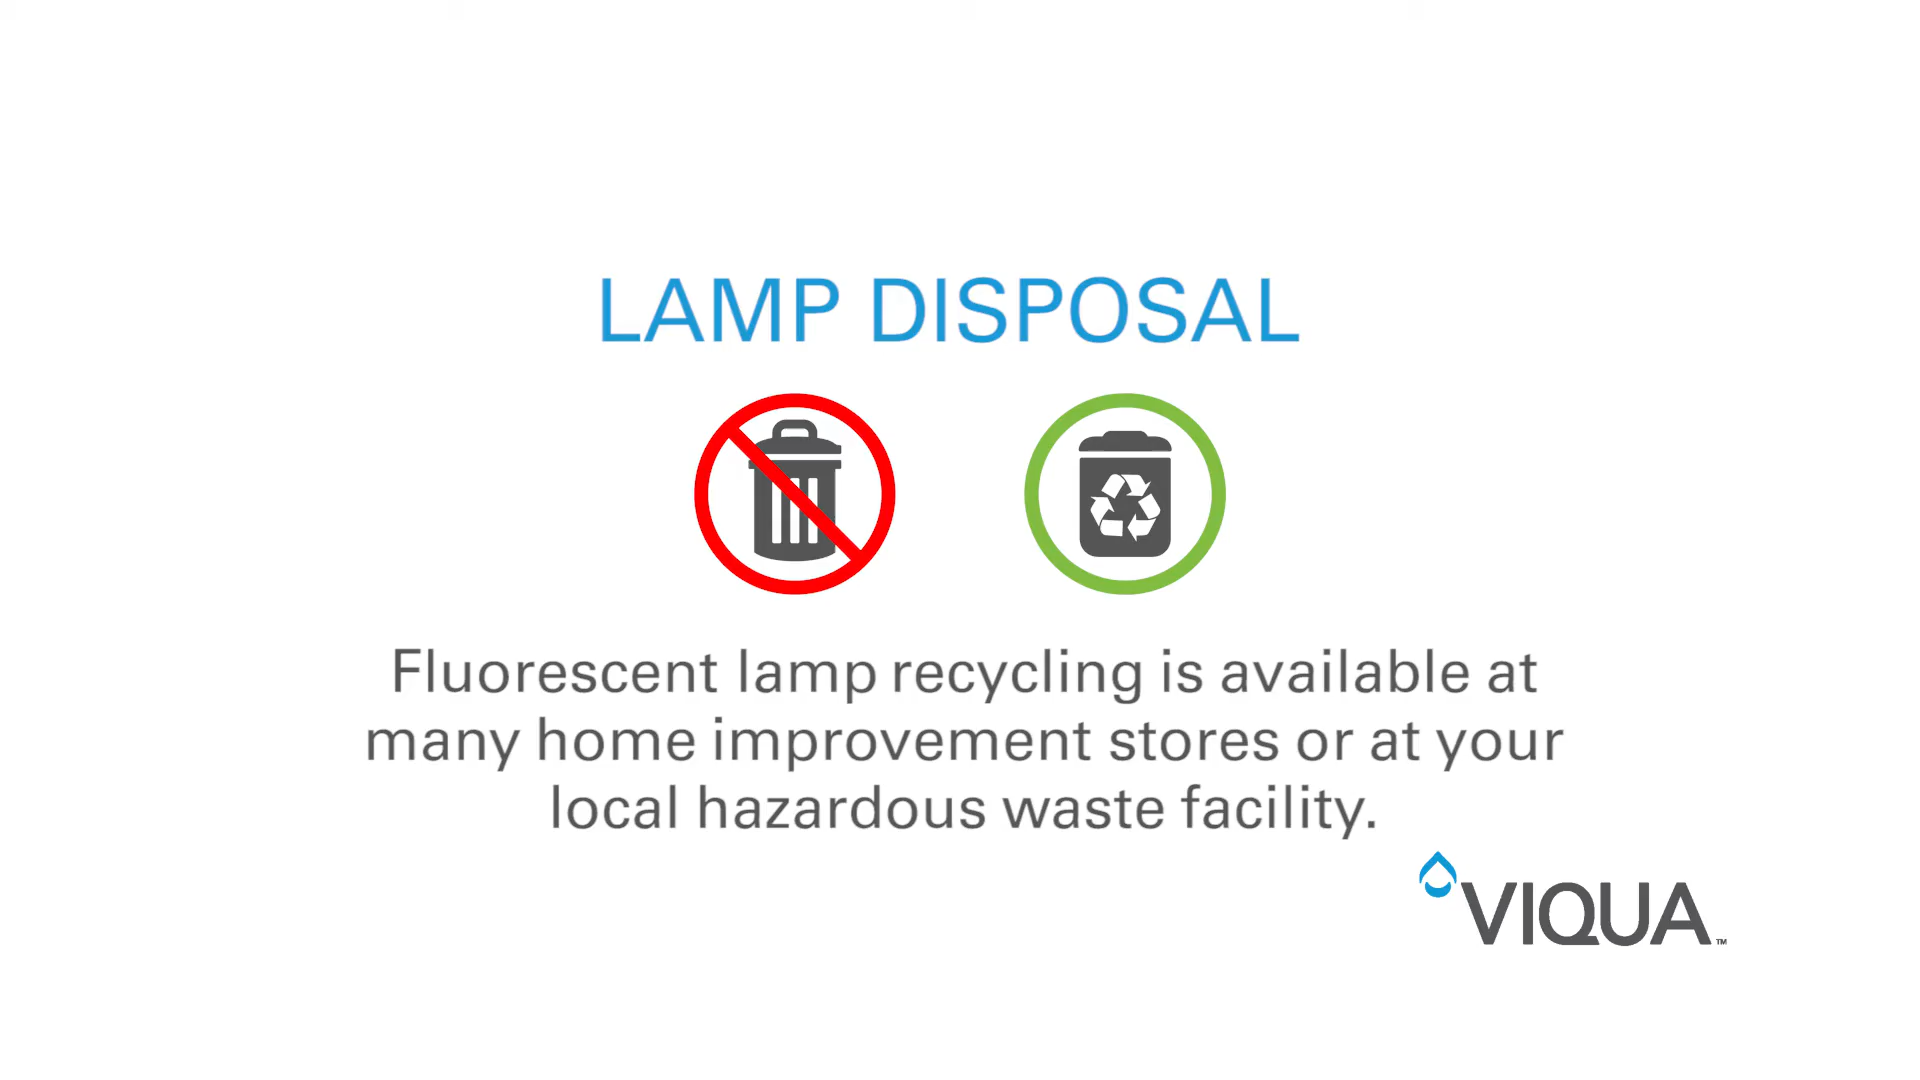 LAMP DISPOSAL
Fluorescent lamp recycling is available at
many home improvement stores or at your
local hazardous waste facility.
VIQUA™